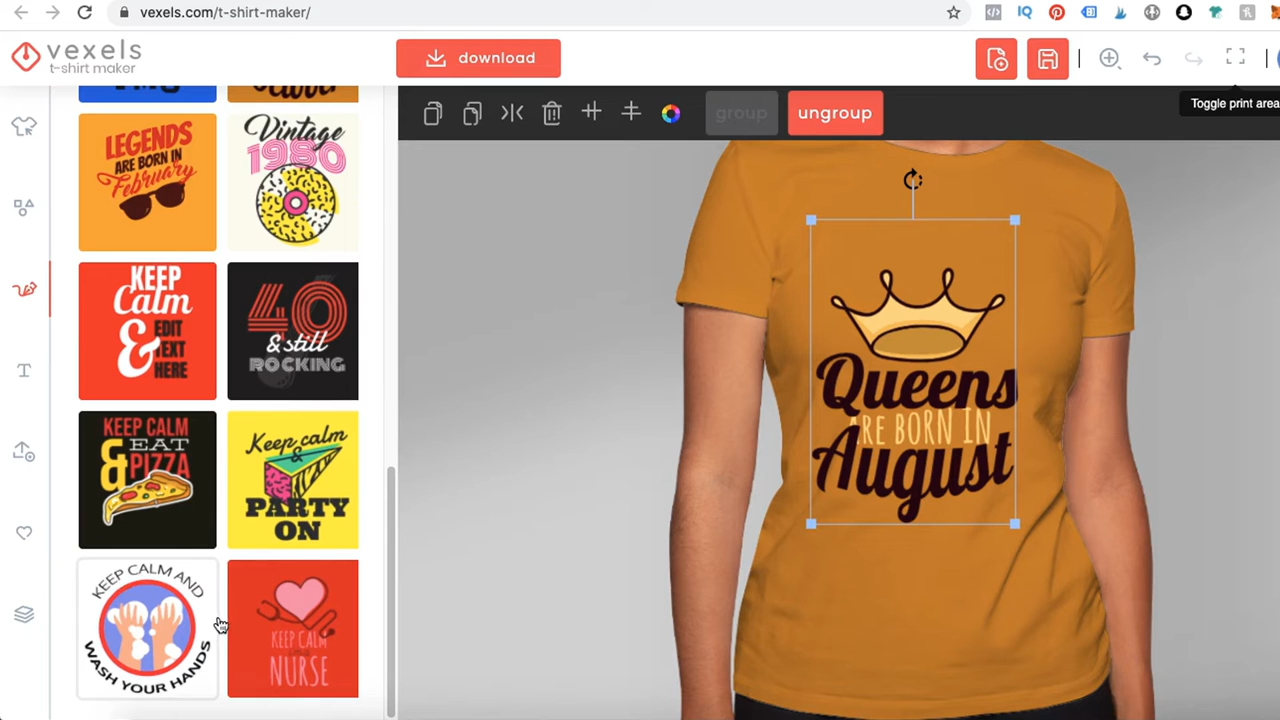 vexels.com/t-shirt-maker/
vexels
t-shirt maker
download
Toggle print area
group
ungroup
LEGENDS
ARE BORN IN
February
Vintage
1980
KEEP
Calm
&
EDIT
TEXT
HERE
40
& still
ROCKING
KEEP CALM
&
EAT
PIZZA
Keep calm
&
PARTY
ON
KEEP CALM AND
WASH YOUR HANDS
KEEP CALM
NURSE
Queens
ARE BORN IN
August